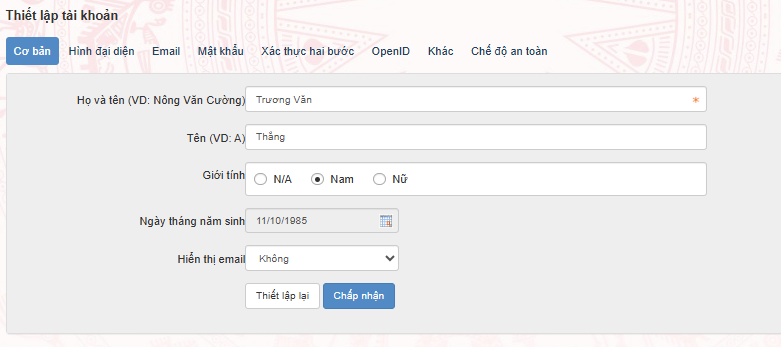 Thiết lập tài khoản
Cơ bản Hình đại diện Email Mật khẩu Xác thực hai bước OpenID Khác Chế độ an toàn
Họ và tên (VD: Nông Văn Cường) Trương Văn *
Tên (VD: A) Thắng
Giới tính N/A Nam Nữ
Ngày tháng năm sinh 11/10/1985
Hiển thị email Không
Thiết lập lại Chấp nhận